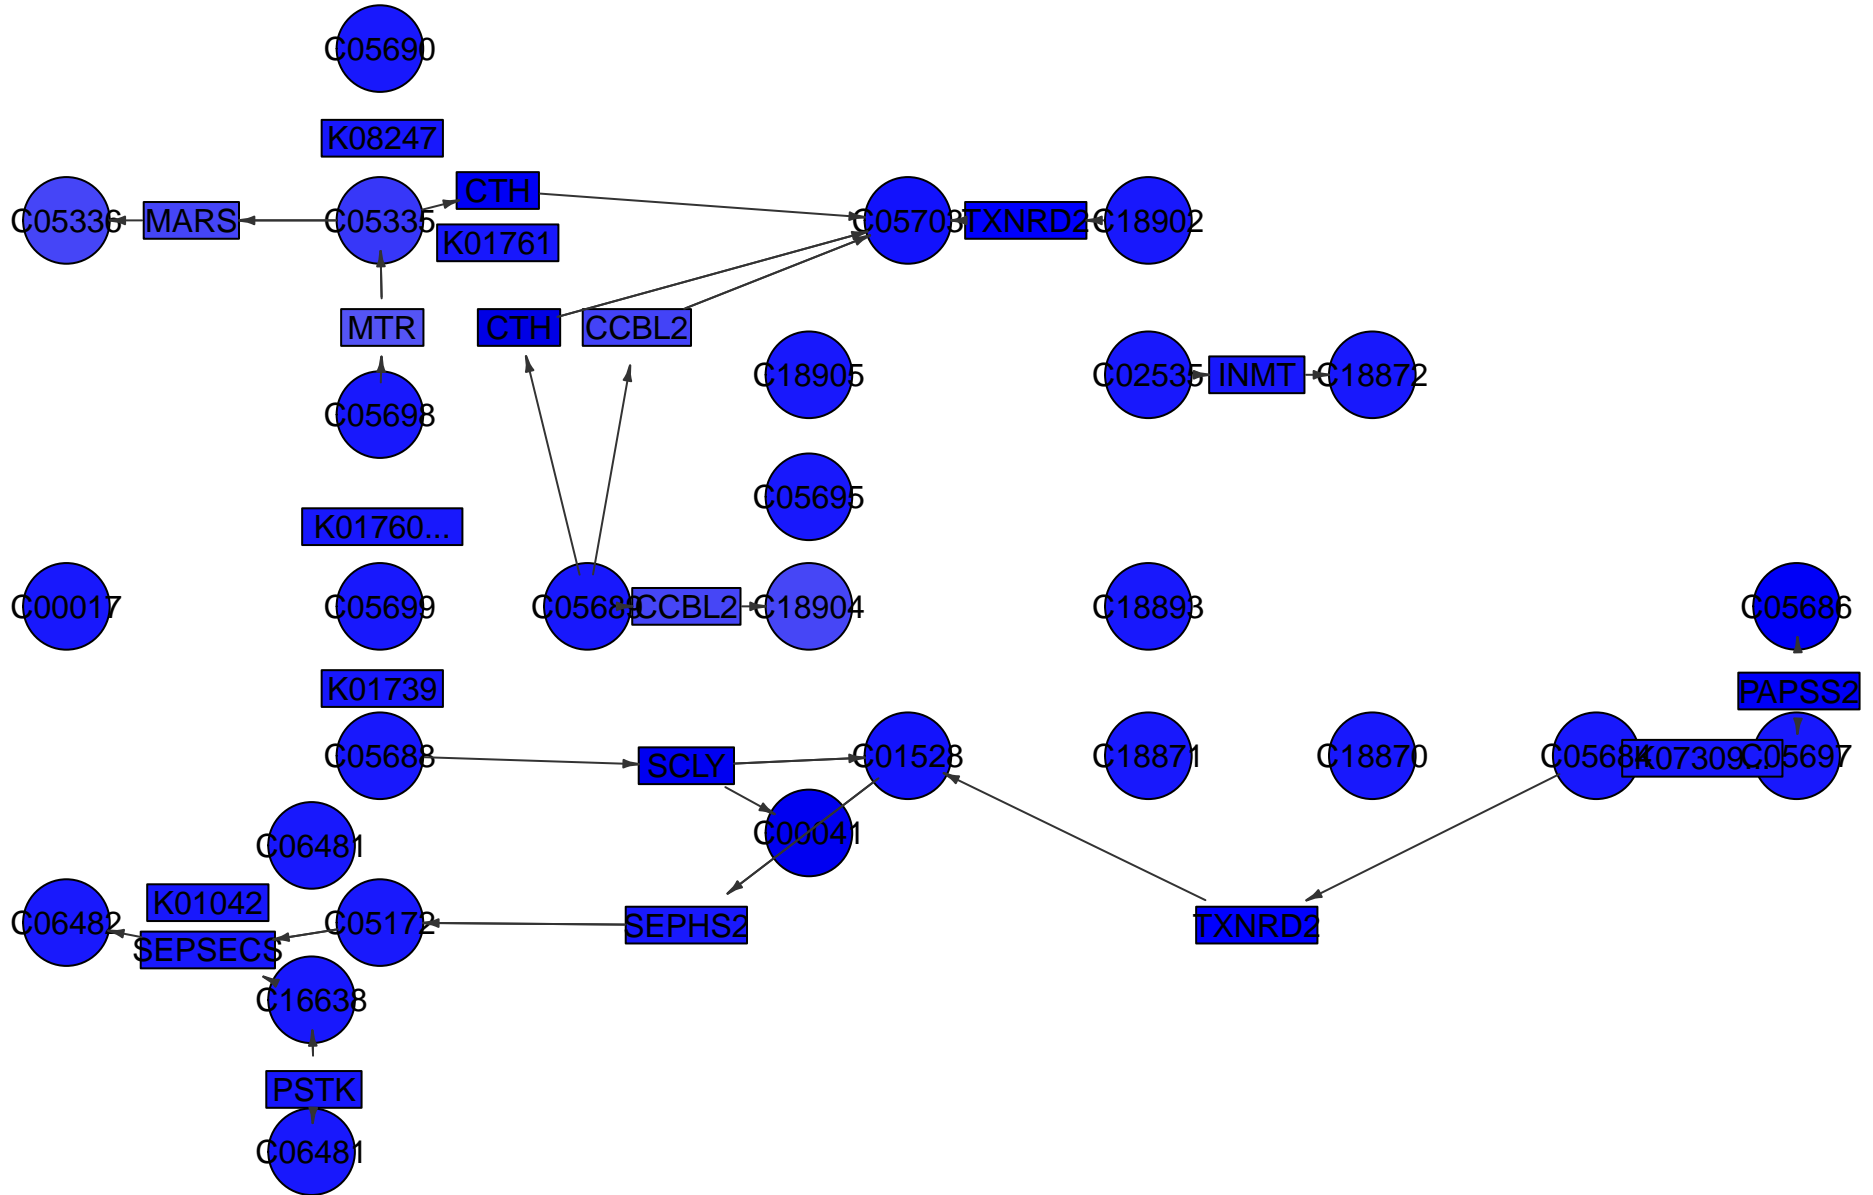 C05690
K08247
CTH
C05336
MARS
C05335
K01761
C05703
TXNRD2
C18902
MTR
CTH
CCBL2
C18905
C02535
INMT
C18872
C05698
C05695
K01760...
C00017
C05699
C05689
CCBL2
C18904
C18893
C05686
K01739
PAPSS2
C05688
SCLY
C01528
C18871
C18870
C05684
K07309...
C05697
C06481
C00041
K01042
C06482
SEPSECS
C05172
SEPHS2
TXNRD2
C16638
PSTK
C06481